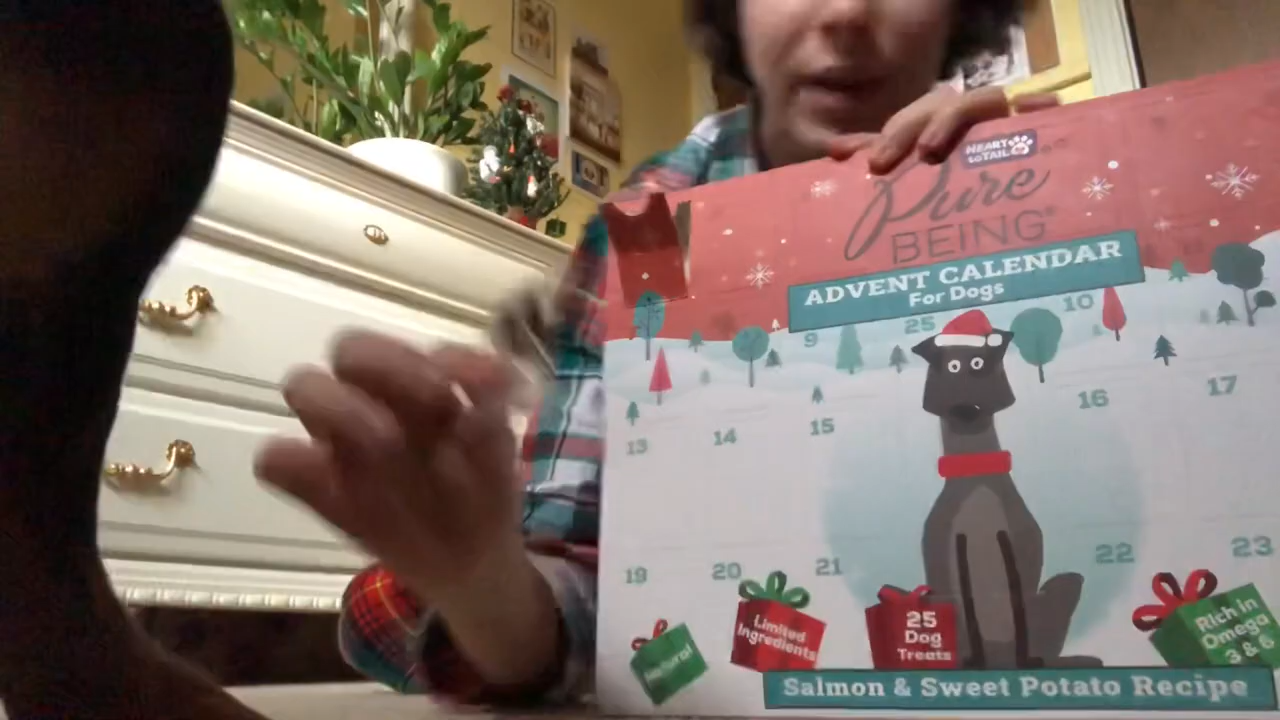 HEART
to TAIL
Pure
BEING®
ADVENT CALENDAR
For Dogs
9
25
10
13
14
15
16
17
19
20
21
22
23
Natural
Limited
Ingredients
25
Dog
Treats
Rich in
Omega
3 & 6
Salmon & Sweet Potato Recipe